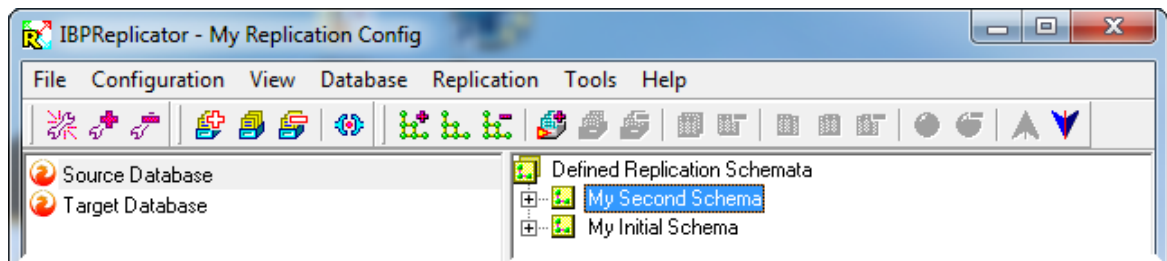 IBPReplicator - My Replication Config
File Configuration View Database Replication Tools Help
Source Database
Target Database
Defined Replication Schemata
My Second Schema
My Initial Schema